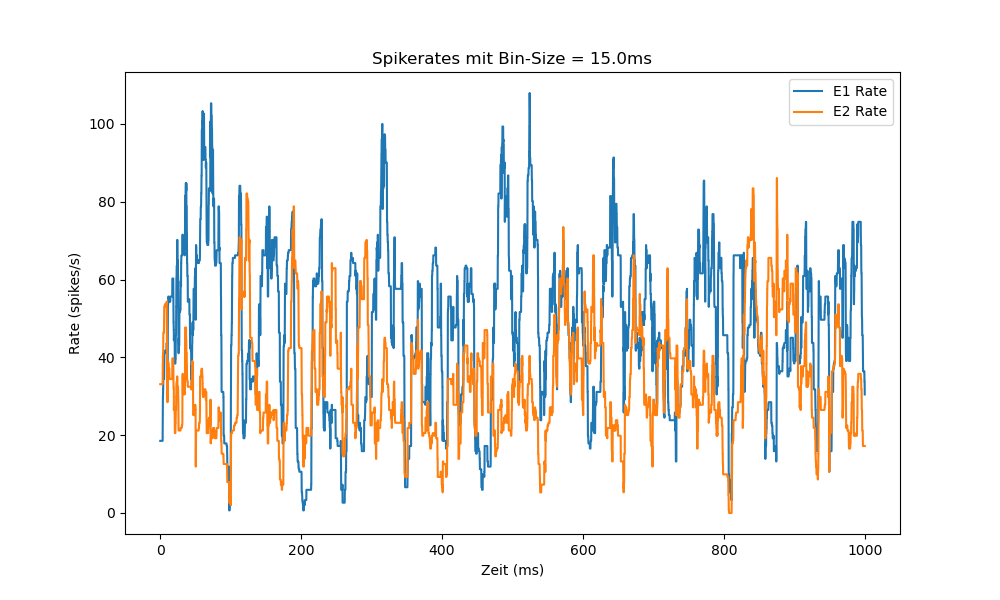 Spikerates mit Bin-Size = 15.0ms
E1 Rate
E2 Rate
Rate (spikes/s)
100
80
60
40
20
0
0 200 400 600 800 1000
Zeit (ms)